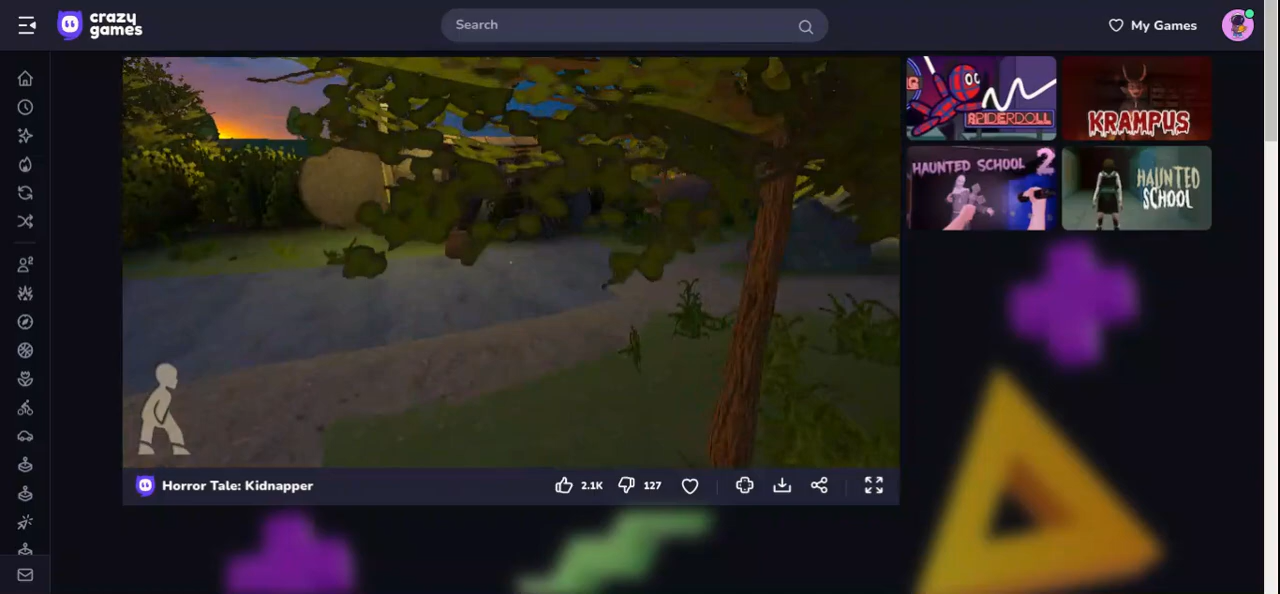 crazy games
Search
My Games
SPIDERDOLL
KRAMPUS
HAUNTED SCHOOL 2
HAUNTED
SCHOOL
Horror Tale: Kidnapper
2.1K
127